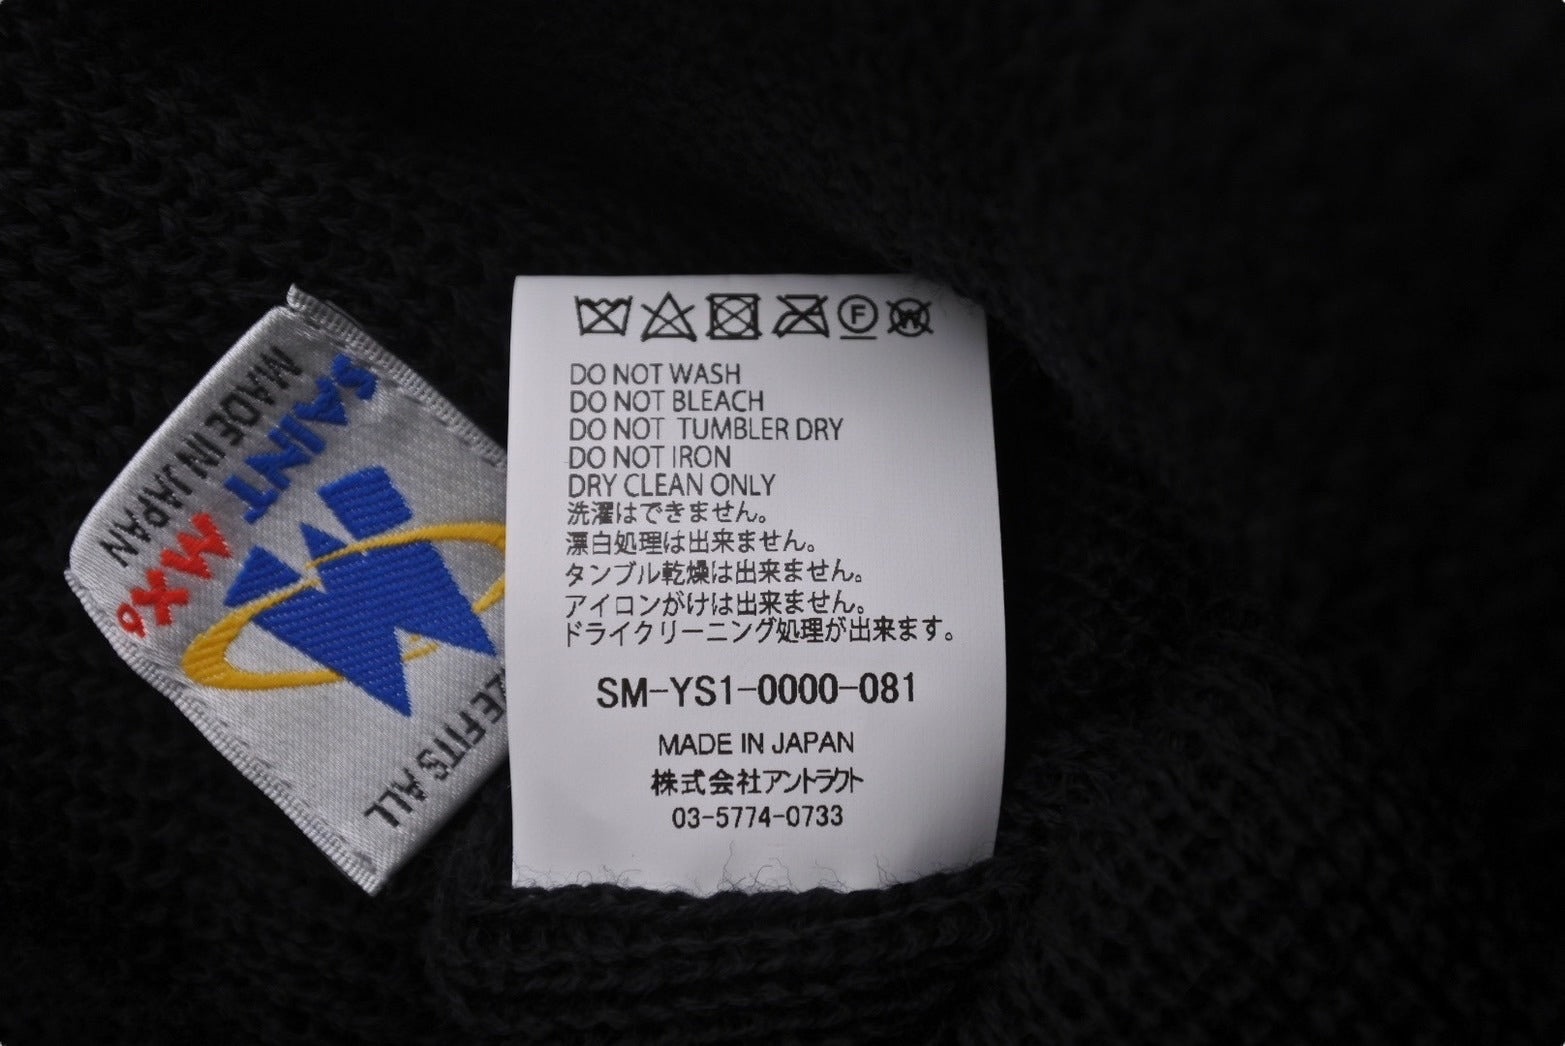 SAINT
MADE IN JAPAN
MX6
ZE FITS ALL
F
W
DO NOT WASH
DO NOT BLEACH
DO NOT TUMBLER DRY
DO NOT IRON
DRY CLEAN ONLY
洗濯はできません。
漂白処理は出来ません。
タンブル乾燥は出来ません。
アイロンがけは出来ません。
ドライクリーニング処理が出来ます。
SM-YS1-0000-081
MADE IN JAPAN
株式会社アントラクト
03-5774-0733